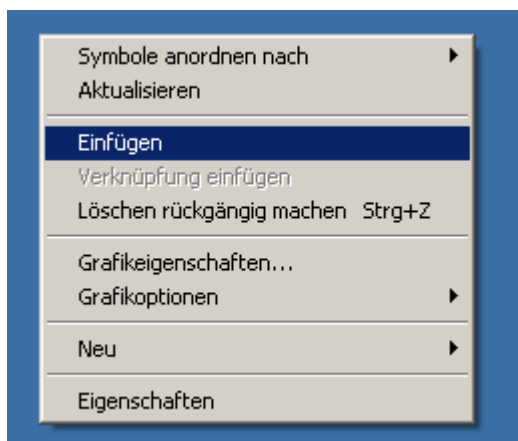 Symbole anordnen nach
Aktualisieren
Einfügen
Verknüpfung einfügen
Löschen rückgängig machen Strg+Z
Grafikeigenschaften...
Grafikoptionen
Neu
Eigenschaften